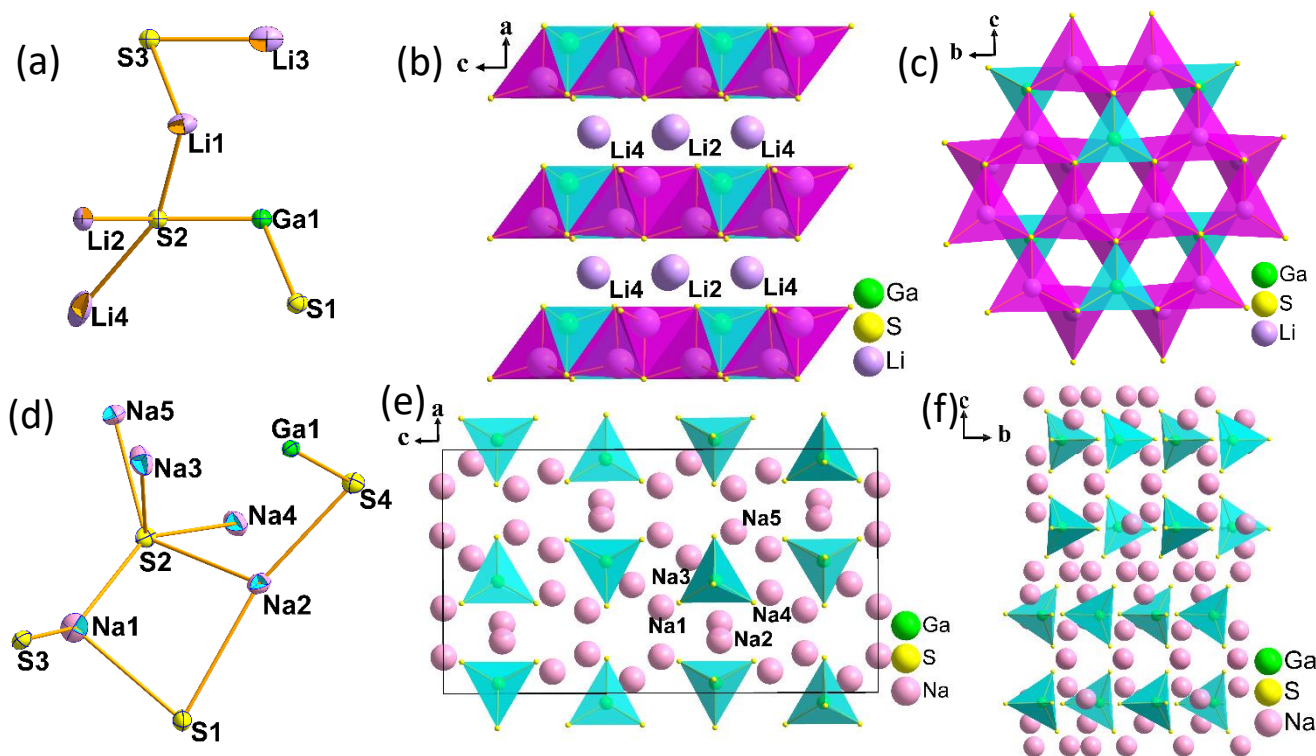 (a)
S3
Li3
Li1
Li2
S2
Ga1
Li4
S1
(b)
a
c
Li4
Li2
Li4
Li4
Li2
Li4
Ga
S
Li
(c)
c
b
Ga
S
Li
(d)
Na5
Ga1
Na3
S4
Na4
S2
Na2
Na1
S3
S1
(e)
a
c
Na5
Na3
Na4
Na1
Na2
Ga
S
Na
(f)
c
b
Ga
S
Na